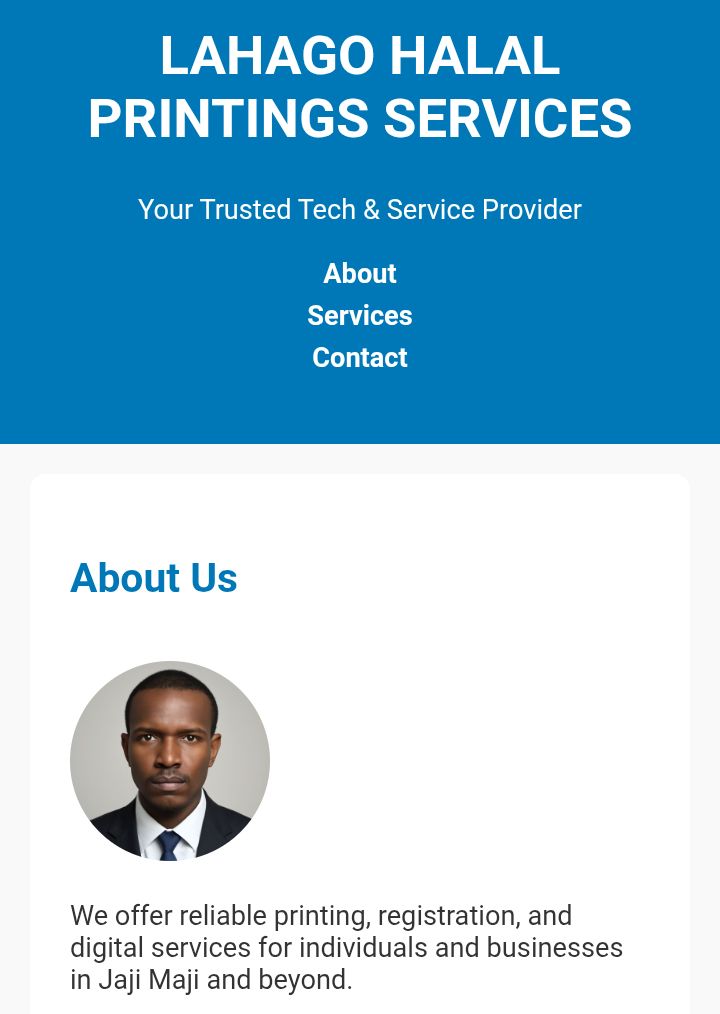 LAHAGO HALAL
PRINTINGS SERVICES
Your Trusted Tech & Service Provider
About
Services
Contact
About Us
We offer reliable printing, registration, and
digital services for individuals and businesses
in Jaji Maji and beyond.